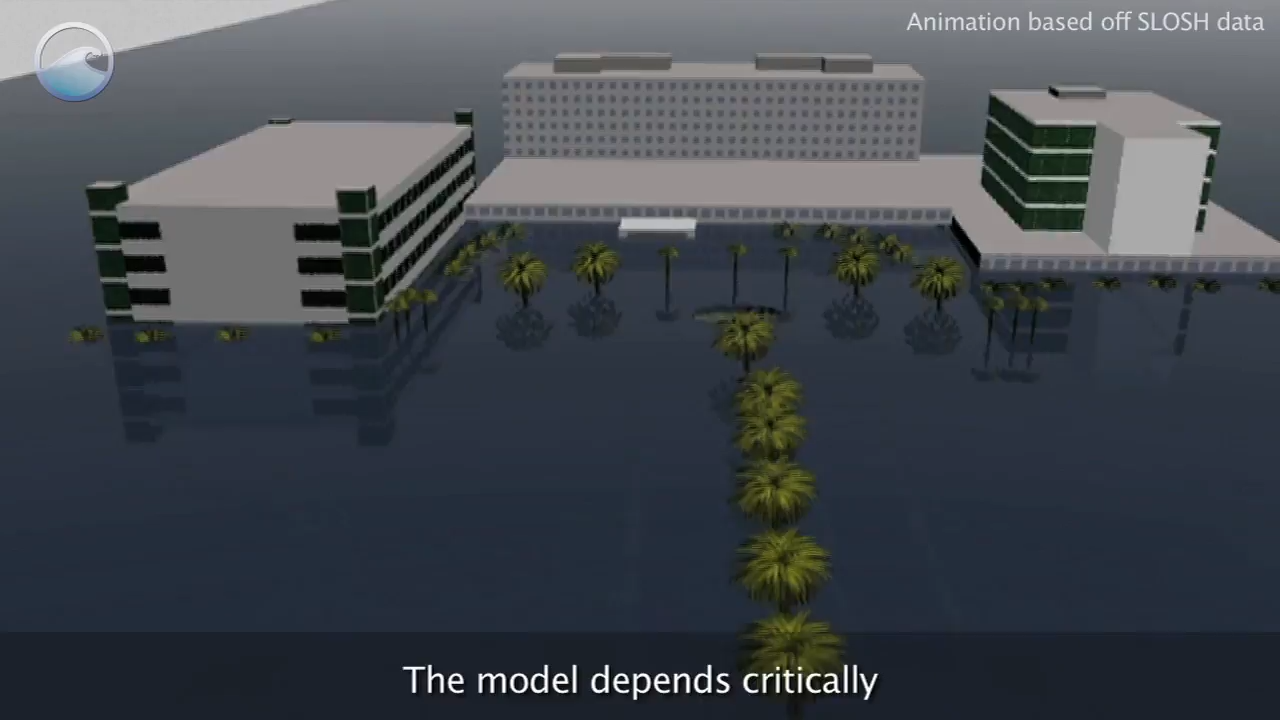 Animation based off SLOSH data
The model depends critically